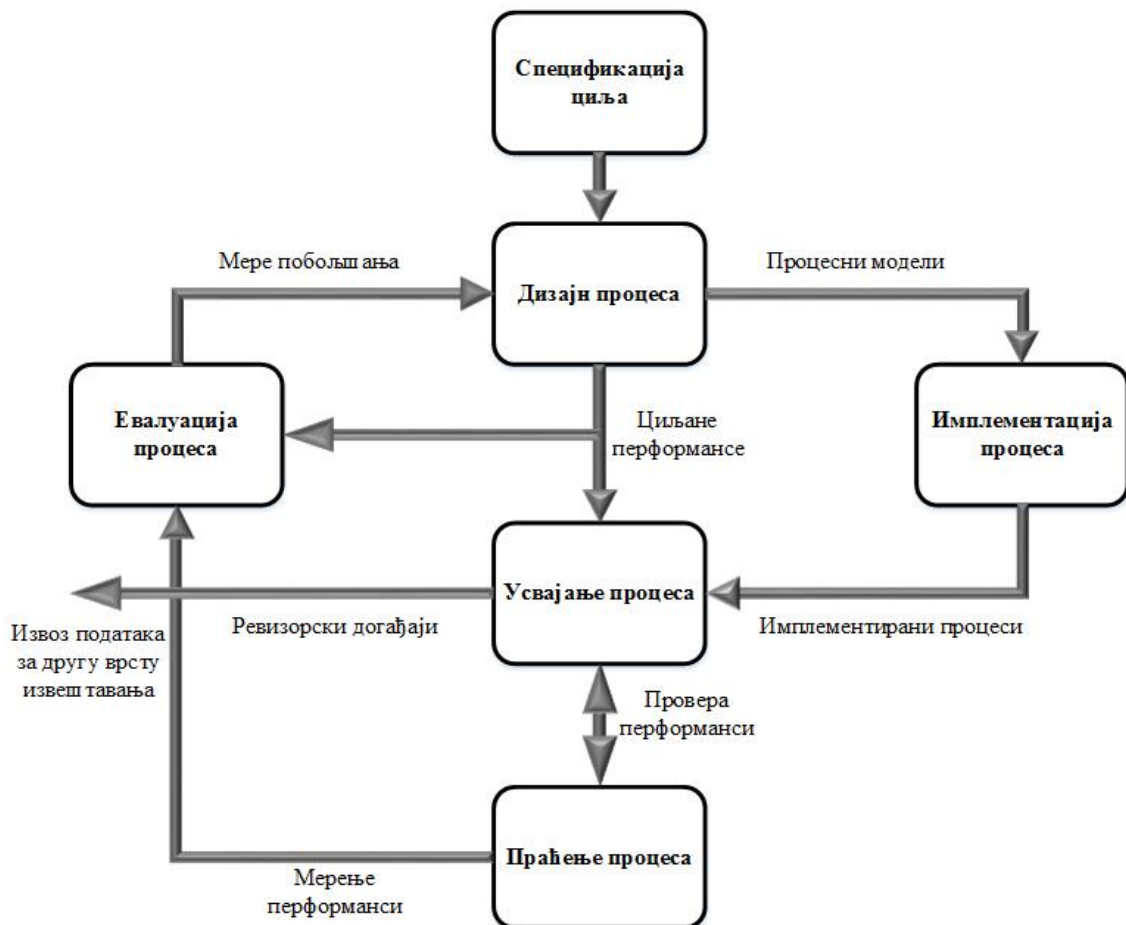 Спецификација
циља
Мере побољшања
Процесни модели
Дизајн процеса
Евалуација
процеса
Циљане
перформансе
Имплементација
процеса
Усвајање процеса
Извоз података
за другу врсту
извештавања
Ревизорски догађаји
Имплементирани процеси
Провера
перформанси
Праћење процеса
Мерење
перформанси